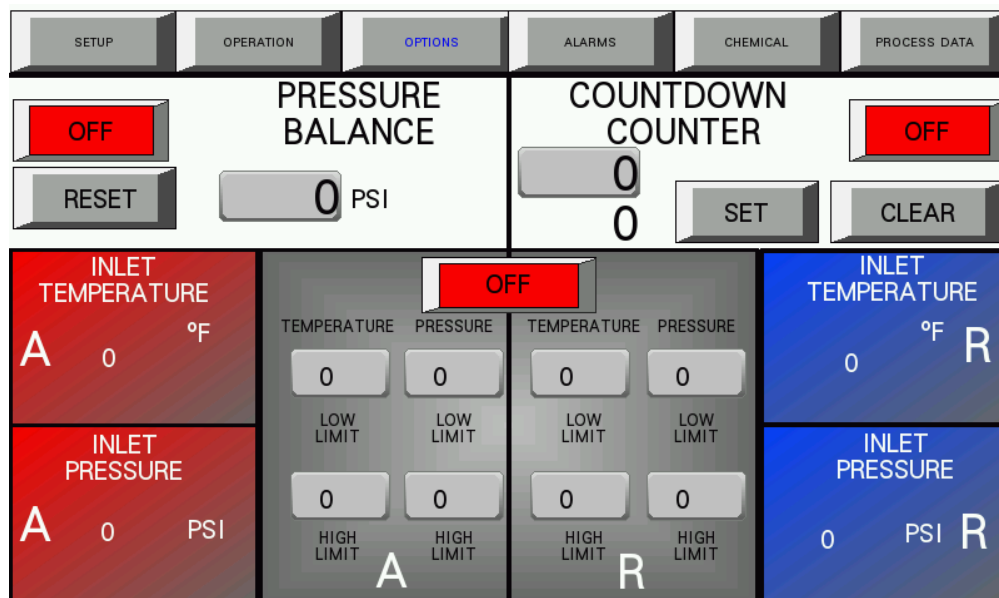 SETUP
OPERATION
OPTIONS
ALARMS
CHEMICAL
PROCESS DATA
OFF
RESET
PRESSURE
BALANCE
0 PSI
COUNTDOWN
COUNTER
0
0
OFF
SET
CLEAR
INLET
TEMPERATURE
A 0 ºF
INLET
PRESSURE
A 0 PSI
OFF
TEMPERATURE PRESSURE
0 0
LOW LOW
LIMIT LIMIT
0 0
HIGH HIGH
LIMIT LIMIT
A
TEMPERATURE PRESSURE
0 0
LOW LOW
LIMIT LIMIT
0 0
HIGH HIGH
LIMIT LIMIT
R
INLET
TEMPERATURE
0 ºF R
INLET
PRESSURE
0 PSI R